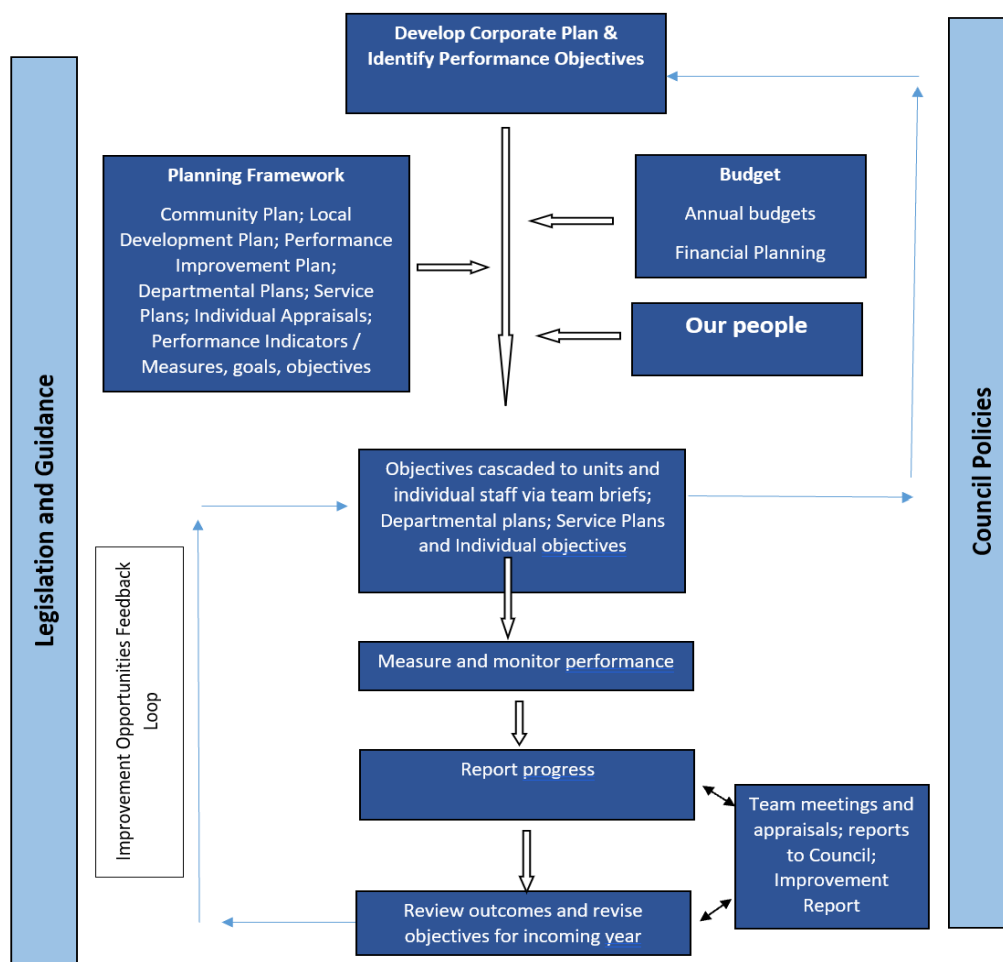 Develop Corporate Plan &
Identify Performance Objectives
Legislation and Guidance
Council Policies
Planning Framework
Community Plan; Local
Development Plan; Performance
Improvement Plan;
Departmental Plans; Service
Plans; Individual Appraisals;
Performance Indicators /
Measures, goals, objectives
Budget
Annual budgets
Financial Planning
Our people
Objectives cascaded to units and
individual staff via team briefs;
Departmental plans; Service Plans
and Individual objectives
Improvement Opportunities Feedback
Loop
Measure and monitor performance
Report progress
Team meetings and
appraisals; reports
to Council;
Improvement
Report
Review outcomes and revise
objectives for incoming year